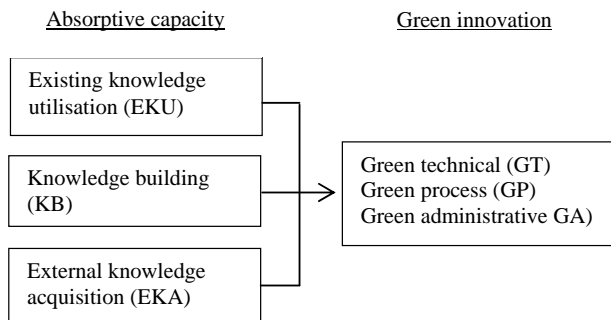 Absorptive capacity
Green innovation
Existing knowledge
utilisation (EKU)
Knowledge building
(KB)
External knowledge
acquisition (EKA)
Green technical (GT)
Green process (GP)
Green administrative GA)